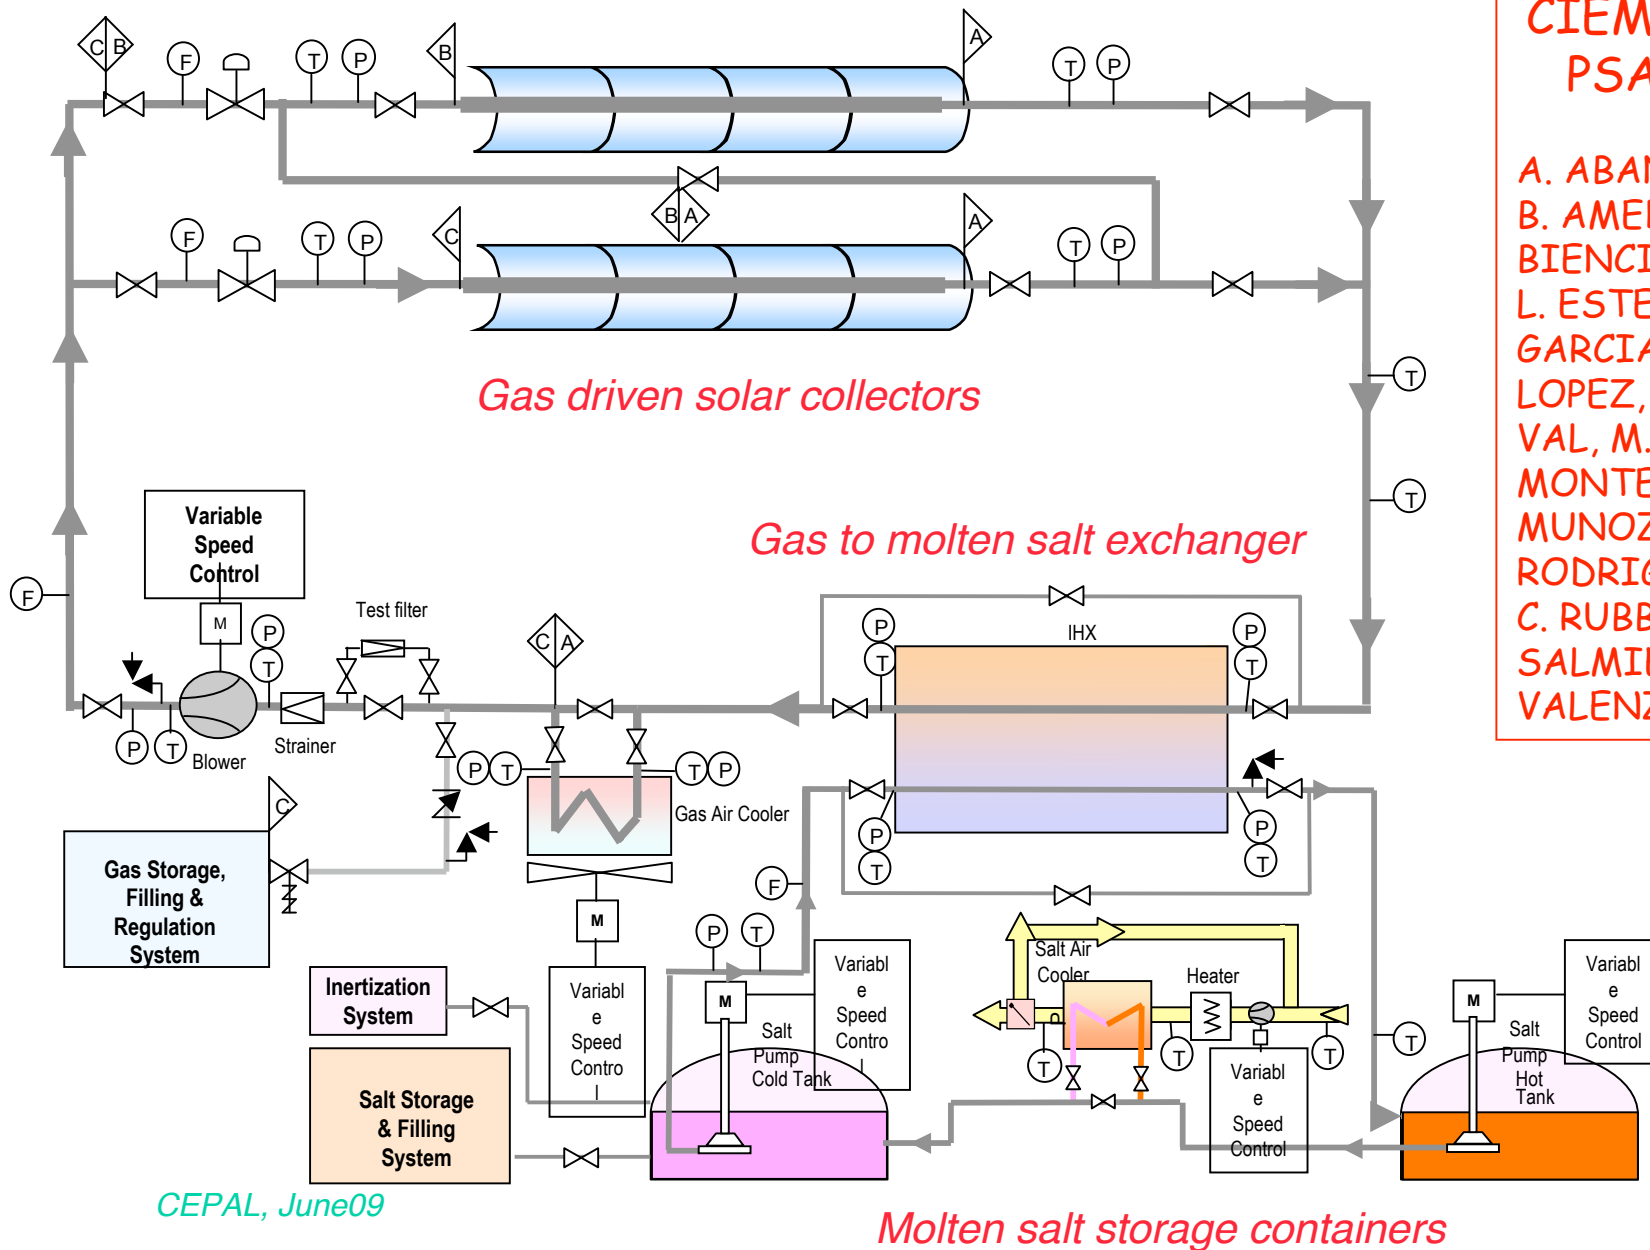 CIEM
PSA
A. ABAN
B. AMEN
BIENCI
L. ESTE
GARCIA
LOPEZ,
VAL, M.
MONTE
MUNOZ
RODRIG
C. RUBB
SALMIE
VALENZ
C B
F
T
P
B
A
T
P
B A
F
T
P
C
A
T
P
Gas driven solar collectors
T
T
Variable
Speed
Control
Gas to molten salt exchanger
F
M
Test filter
P
T
C A
P
T
IHX
P
T
P
T
Blower
Strainer
P T
T P
Gas Air Cooler
C
P
T
P
T
Gas Storage,
Filling &
Regulation
System
F
M
P
T
Inertization
System
Variabl
e
Speed
Contro
l
M
Salt
Pump
Cold Tank
Variabl
e
Speed
Contro
l
Salt Air
Cooler
Heater
T
T
T
Variabl
e
Speed
Control
T
M
Salt
Pump
Hot
Tank
Variabl
e
Speed
Control
Salt Storage
& Filling
System
CEPAL, June09
Molten salt storage containers